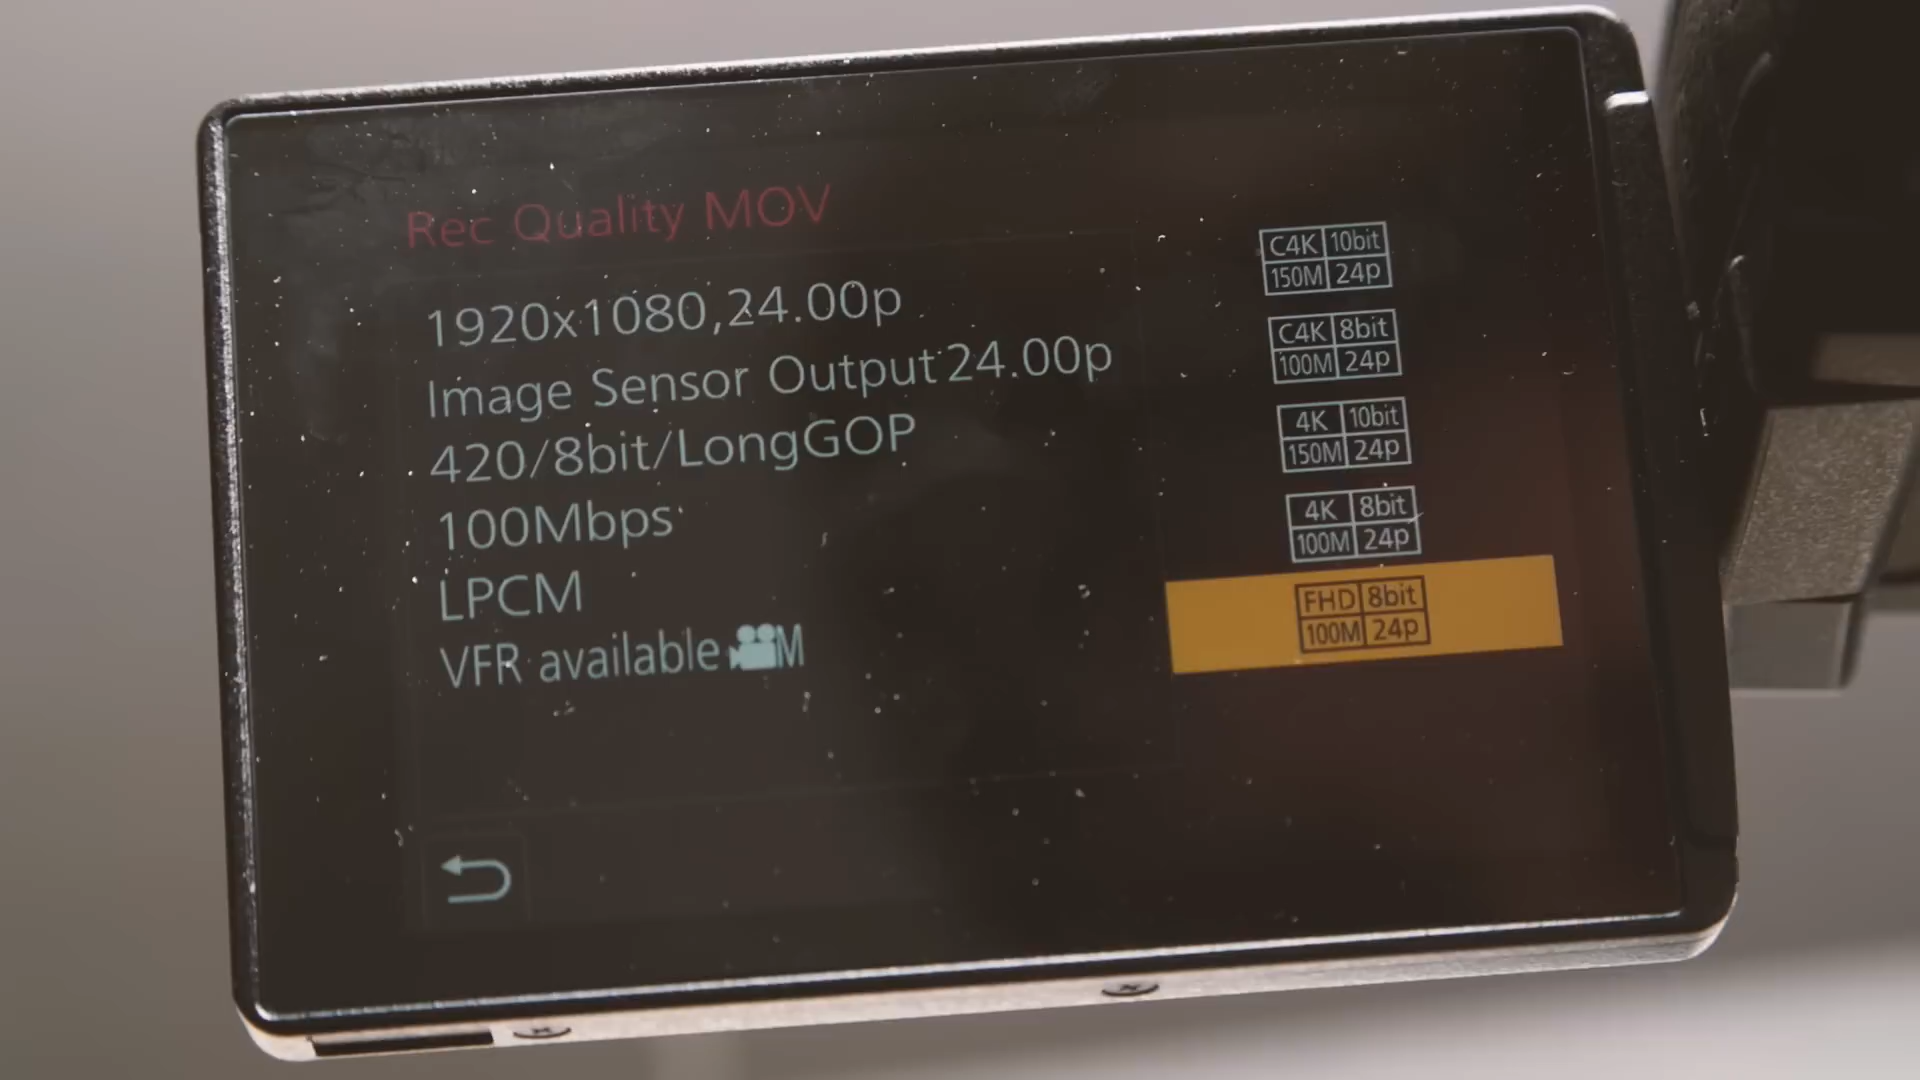 Rec Quality MOV
1920x1080,24.00p
Image Sensor Output 24.00p
420/8bit/LongGOP
100Mbps
LPCM
VFR available M
C4K 10bit
150M 24p
C4K 8bit
100M 24p
4K 10bit
150M 24p
4K 8bit
100M 24p
FHD 8bit
100M 24p